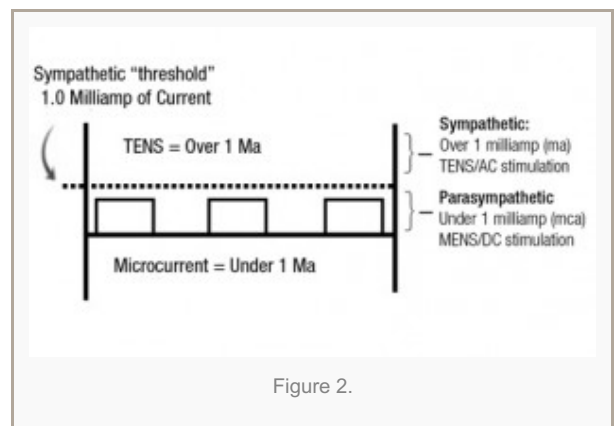 Sympathetic “threshold”
1.0 Milliamp of Current
TENS = Over 1 Ma
Sympathetic:
Over 1 milliamp (ma)
TENS/AC stimulation
Parasympathetic
Under 1 milliamp (mca)
MENS/DC stimulation
Microcurrent = Under 1 Ma
Figure 2.